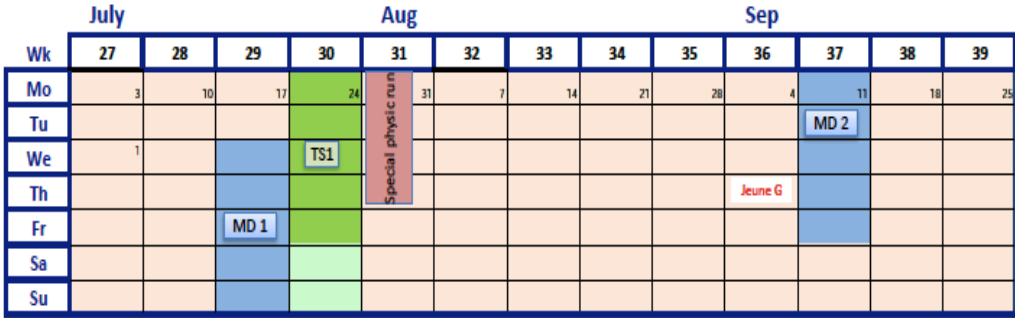 July Aug Sep
Wk 27 28 29 30 31 32 33 34 35 36 37 38 39
Mo 3 10 17 24 31 7 14 21 28 4 11 18 25
Special physic run
Tu MD 2
We 1 TS1
Th Jeune G
Fr MD 1
Sa
Su